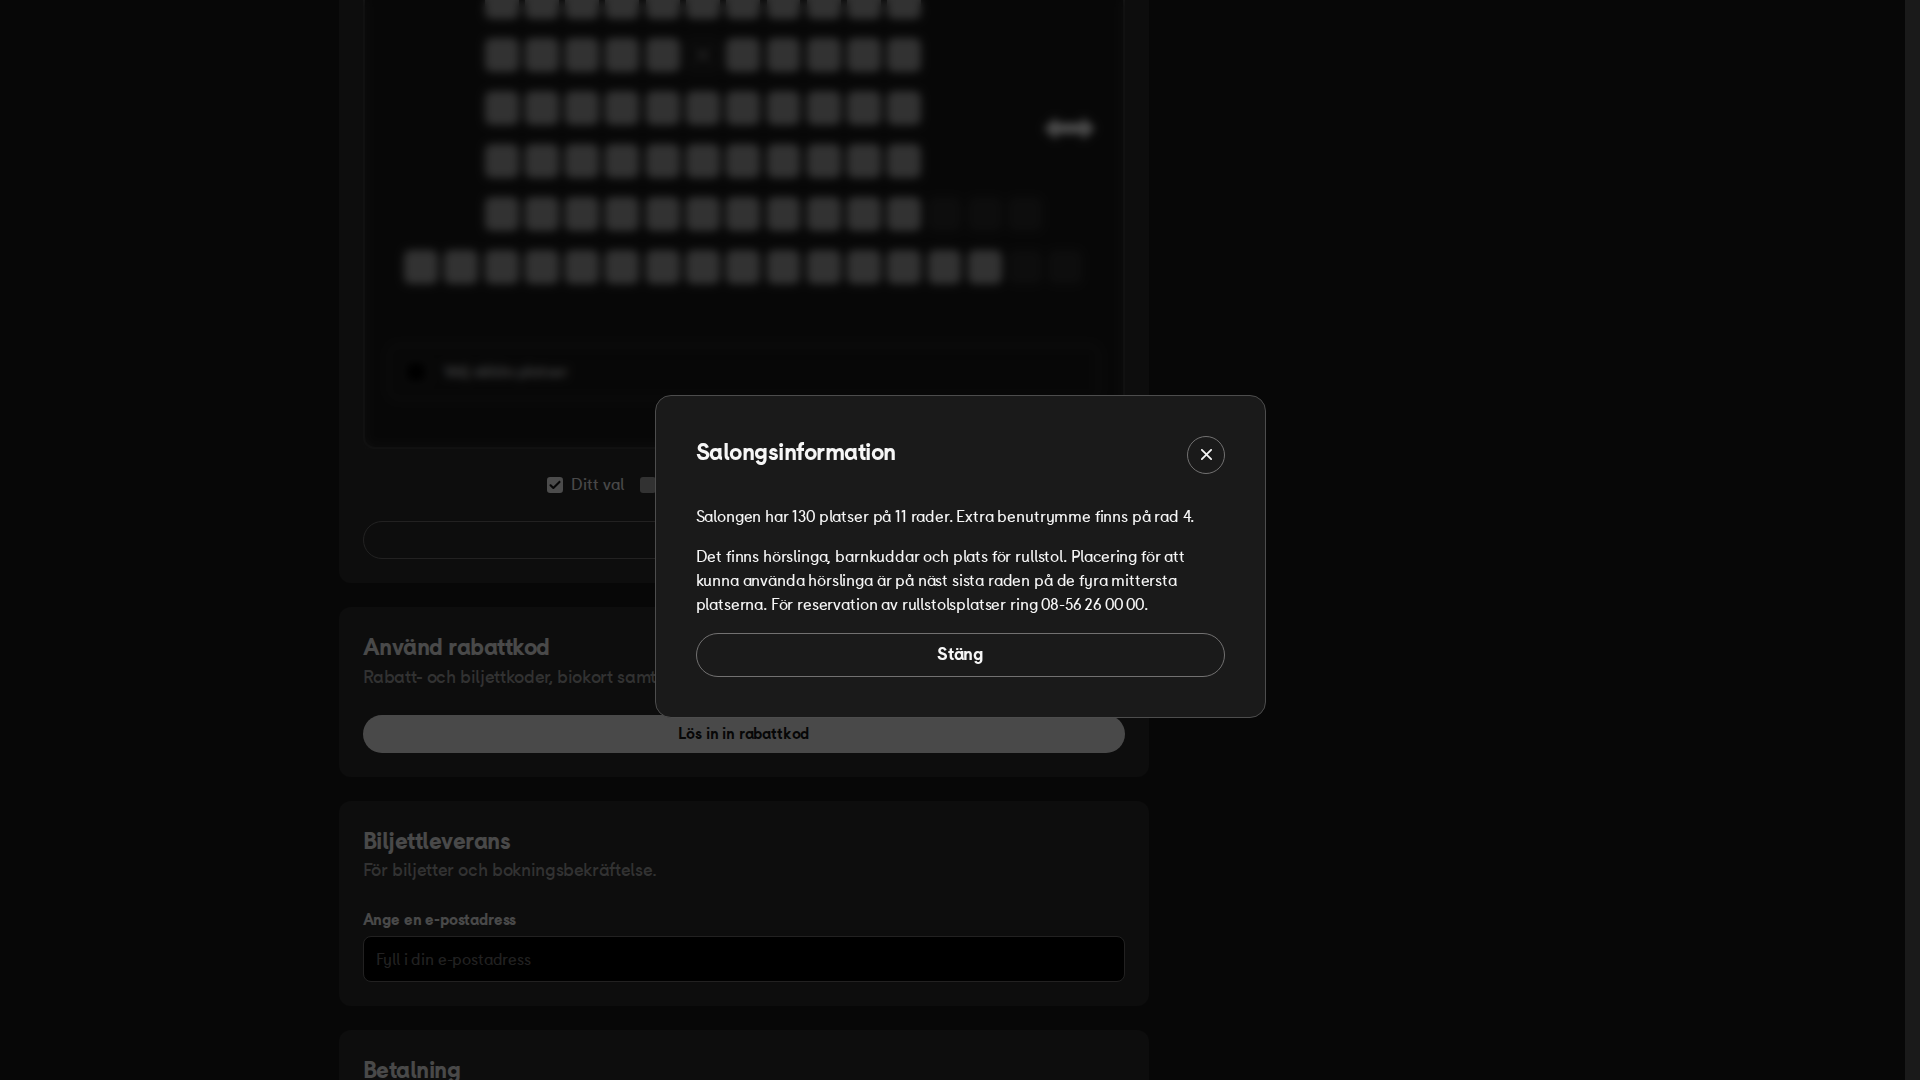 Salongsinformation
Salongen har 130 platser på 11 rader. Extra benutrymme finns på rad 4.
Det finns hörslinga, barnkuddar och plats för rullstol. Placering för att
kunna använda hörslinga är på näst sista raden på de fyra mittersta
platserna. För reservation av rullstolsplatser ring 08-56 26 00 00.
Stäng
Ditt val
Använd rabattkod
Rabatt- och biljettkoder, biokort samt
Lös in in rabattkod
Biljettleverans
För biljetter och bokningsbekräftelse.
Ange en e-postadress
Fyll i din e-postadress
Betalning